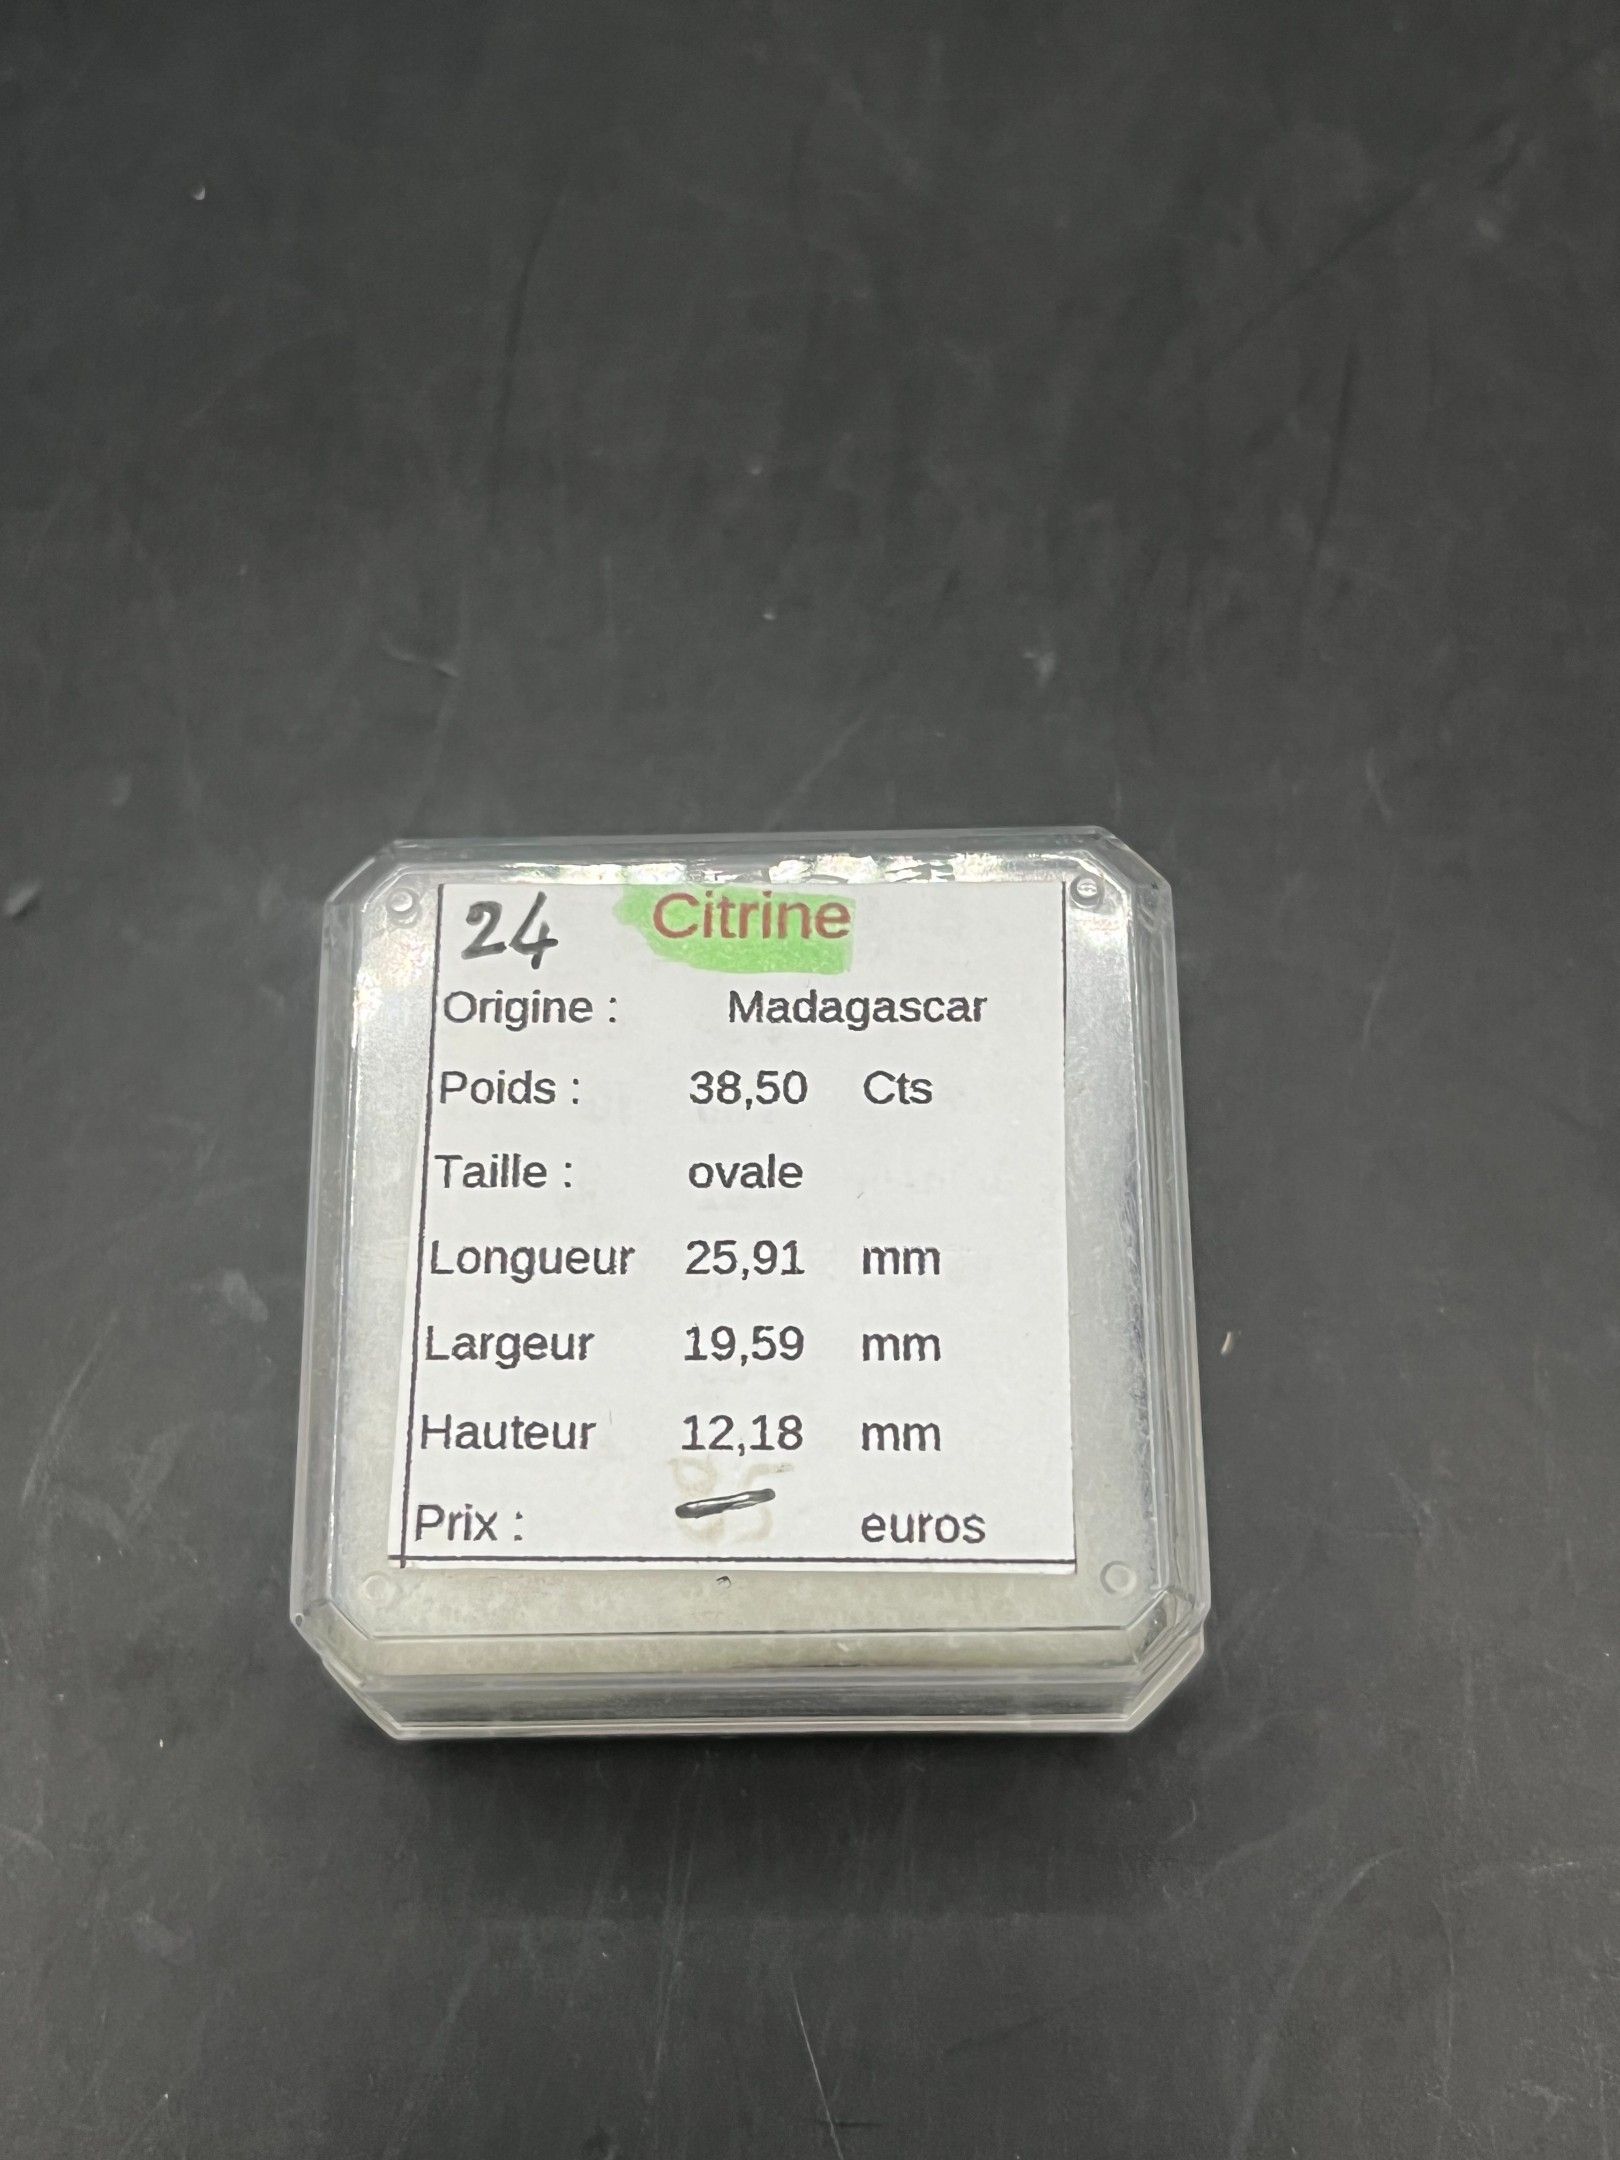 24 Citrine
Origine : Madagascar
Poids : 38,50 Cts
Taille : ovale
Longueur 25,91 mm
Largeur 19,59 mm
Hauteur 12,18 mm
Prix : — euros